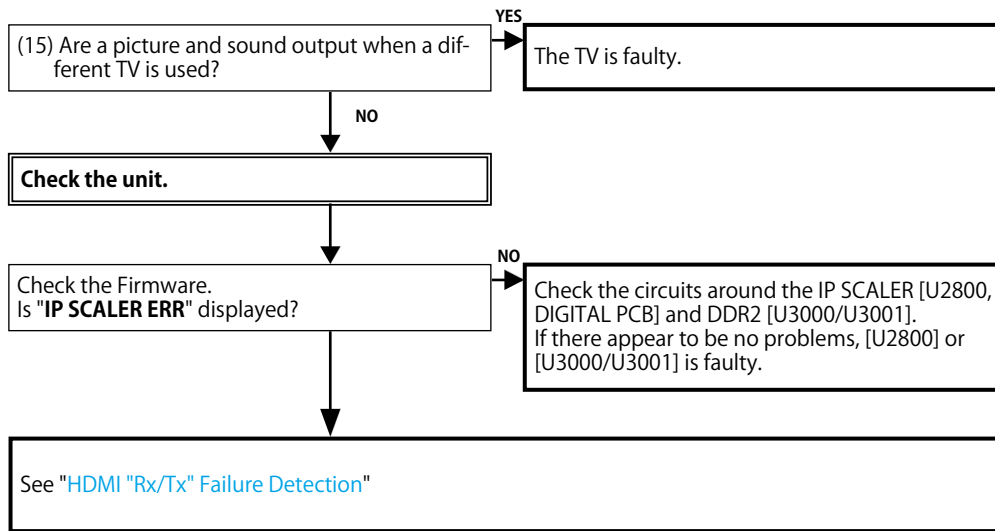 YES
(15) Are a picture and sound output when a dif-
ferent TV is used?
The TV is faulty.
NO
Check the unit.
NO
Check the Firmware.
Is "IP SCALER ERR" displayed?
Check the circuits around the IP SCALER [U2800,
DIGITAL PCB] and DDR2 [U3000/U3001].
If there appear to be no problems, [U2800] or
[U3000/U3001] is faulty.
See "HDMI "Rx/Tx" Failure Detection"